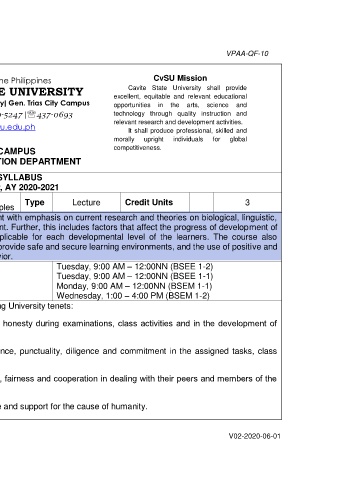 VPAA-QF-10
he Philippines
E UNIVERSITY
y) Gen. Trias City Campus
-5247 |☏437-0693
u.edu.ph
CAMPUS
TION DEPARTMENT
CvSU Mission
Cavite State University shall provide
excellent, equitable and relevant educational
opportunities in the arts, science and
technology through quality instruction and
relevant research and development activities.
It shall produce professional, skilled and
morally upright individuals for global
competitiveness.
SYLLABUS
, AY 2020-2021
ples Type Lecture Credit Units 3
nt with emphasis on current research and theories on biological, linguistic,
nt. Further, this includes factors that affect the progress of development of
plicable for each developmental level of the learners. The course also
provide safe and secure learning environments, and the use of positive and
vior.
Tuesday, 9:00 AM – 12:00NN (BSEE 1-2)
Tuesday, 9:00 AM – 12:00NN (BSEE 1-1)
Monday, 9:00 AM – 12:00NN (BSEM 1-1)
Wednesday, 1:00 – 4:00 PM (BSEM 1-2)
ng University tenets:
honesty during examinations, class activities and in the development of
nce, punctuality, diligence and commitment in the assigned tasks, class
, fairness and cooperation in dealing with their peers and members of the
e and support for the cause of humanity.
V02-2020-06-01